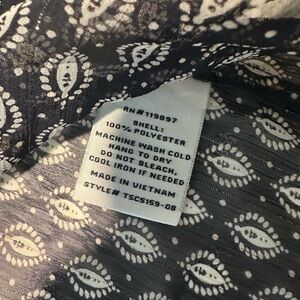 RN#119897
SHELL:
100% POLYESTER
MACHINE WASH COLD
HANG TO DRY
DO NOT BLEACH,
COOL IRON IF NEEDED
MADE IN VIETNAM
STYLE# TSCS159-08